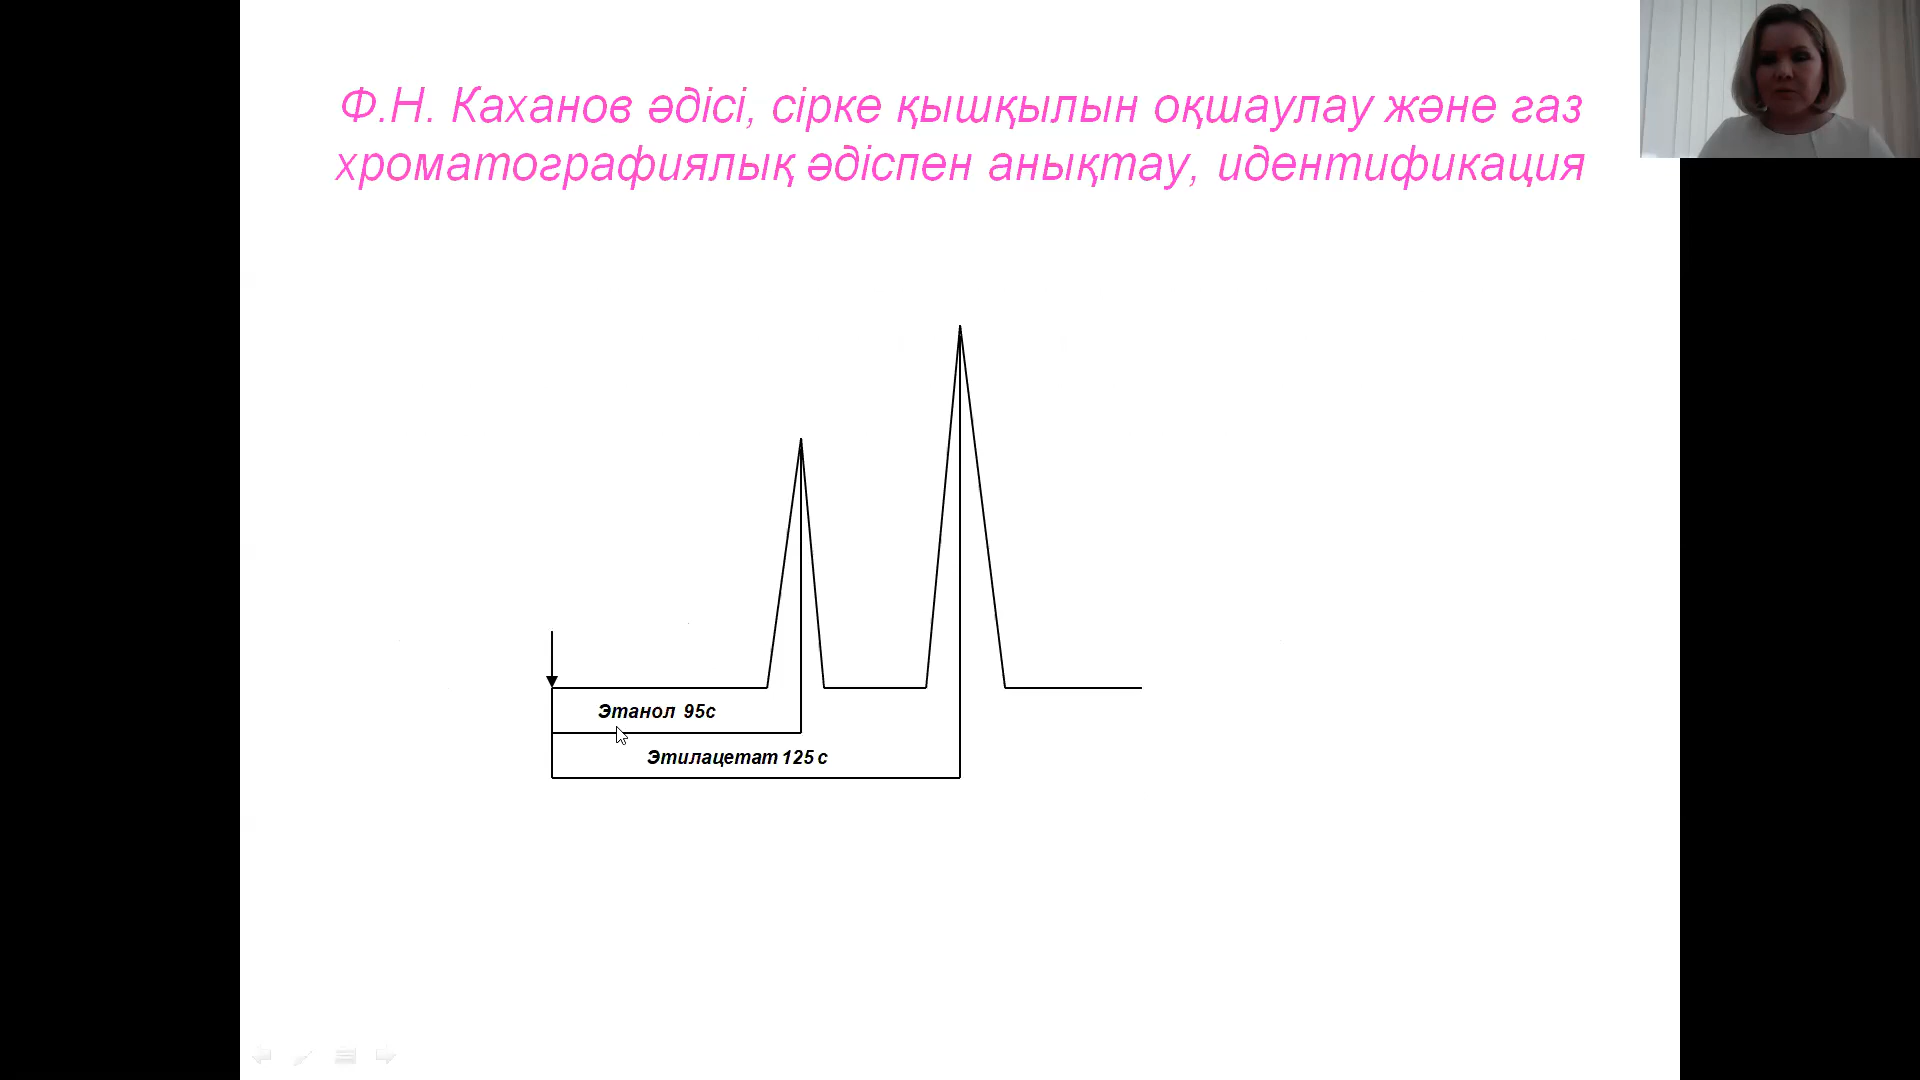 Ф.Н. Каханов әдісі, сірке қышқылын оқшаулау және газ
хроматографиялық әдіспен анықтау, идентификация
Этанол 95с
Этилацетат 125 с